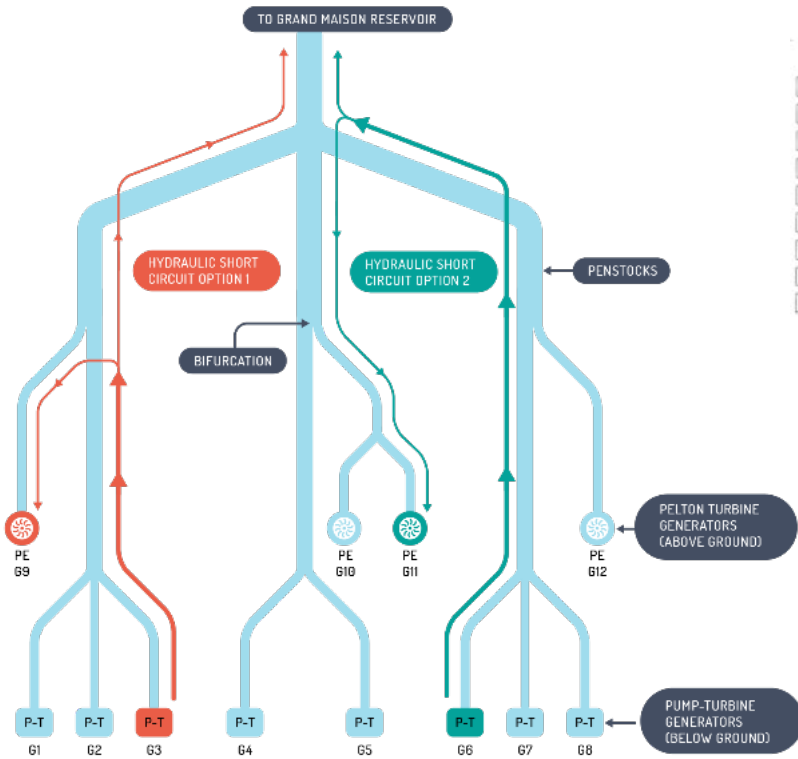 TO GRAND MAISON RESERVOIR
HYDRAULIC SHORT
CIRCUIT OPTION 1
HYDRAULIC SHORT
CIRCUIT OPTION 2
PENSTOCKS
BIFURCATION
PELTON TURBINE
GENERATORS
(ABOVE GROUND)
PE
G9
PE
G10
PE
G11
PE
G12
P-T
P-T
P-T
P-T
P-T
P-T
P-T
P-T
G1
G2
G3
G4
G5
G6
G7
G8
PUMP-TURBINE
GENERATORS
(BELOW GROUND)